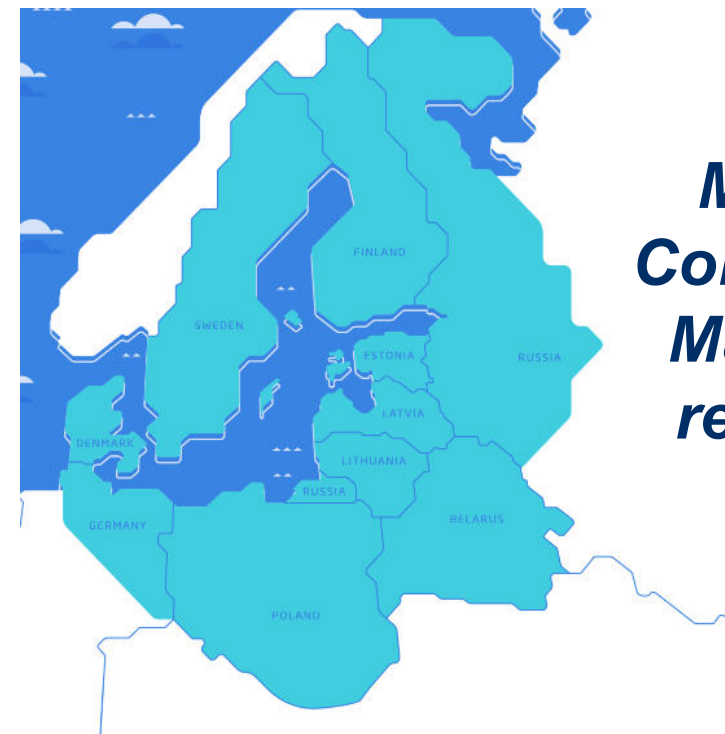 FINLAND
SWEDEN
ESTONIA
RUSSIA
LATVIA
DENMARK
LITHUANIA
RUSSIA
BELARUS
GERMANY
POLAND